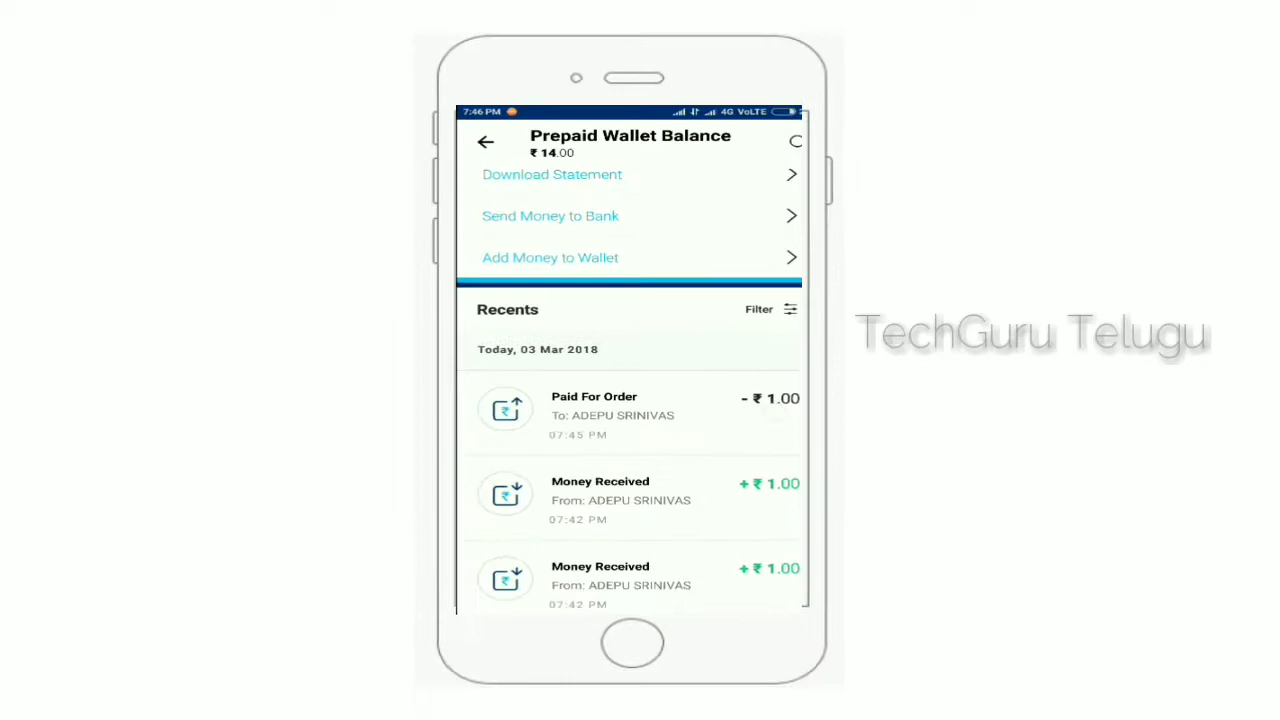 7:46 PM 4G VoLTE
Prepaid Wallet Balance
₹ 14.00
Download Statement
Send Money to Bank
Add Money to Wallet
Recents Filter
Today, 03 Mar 2018
Paid For Order - ₹ 1.00
To: ADEPU SRINIVAS
07:45 PM
Money Received + ₹ 1.00
From: ADEPU SRINIVAS
07:42 PM
Money Received + ₹ 1.00
From: ADEPU SRINIVAS
07:42 PM
TechGuru Telugu